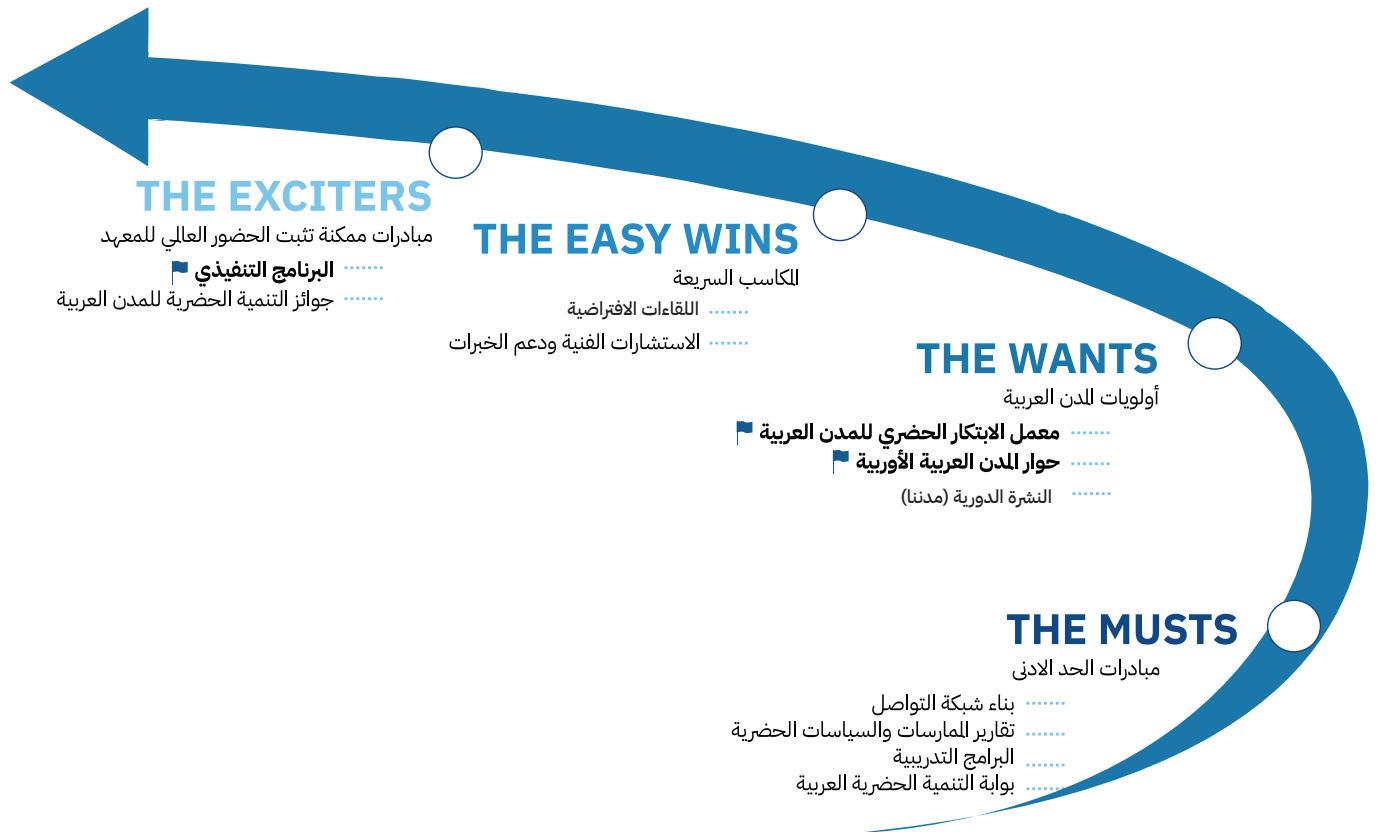 THE EXCITERS
مبادرات ممكنة تثبت الحضور العالمي للمعهد
البرنامج التنفيذي
جوائز التنمية الحضرية للمدن العربية
THE EASY WINS
المكاسب السريعة
اللقاءات الافتراضية
الاستشارات الفنية ودعم الخبرات
THE WANTS
أولويات المدن العربية
معمل الابتكار الحضري للمدن العربية
حوار المدن العربية الأوربية
النشرة الدورية (مدننا)
THE MUSTS
مبادرات الحد الادنى
بناء شبكة التواصل
تقارير الممارسات والسياسات الحضرية
البرامج التدريبية
بوابة التنمية الحضرية العربية